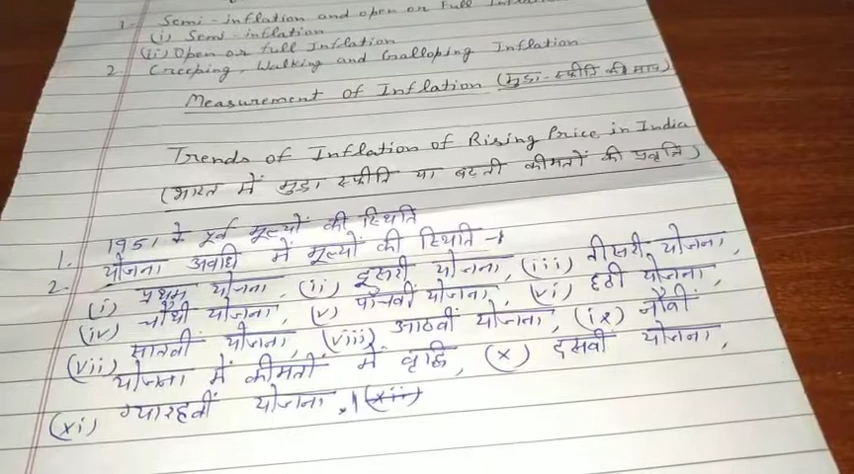 1. Semi-inflation and open or Full
(i) Semi-inflation
(ii) Open or full Inflation
2. Creeping, Walking and Galloping Inflation
Measurement of Inflation (मुद्रा-स्फीति की माप)
Trends of Inflation of Rising Price in India
(भारत में मुद्रा स्फीति या बढ़ती कीमतों की प्रवृत्ति)
1. 1951 के पूर्व मूल्यों की स्थिति
2. योजना अवधि में मूल्यों की स्थिति →
(i) प्रथम योजना, (ii) दूसरी योजना, (iii) तीसरी योजना,
(iv) चौथी योजना, (v) पाँचवीं योजना, (vi) छठी योजना,
(vii) सातवीं योजना, (viii) आठवीं योजना, (ix) नौवीं
योजना में कीमतों में वृद्धि, (x) दसवीं योजना,
(xi) ग्यारहवीं योजना । (xii)